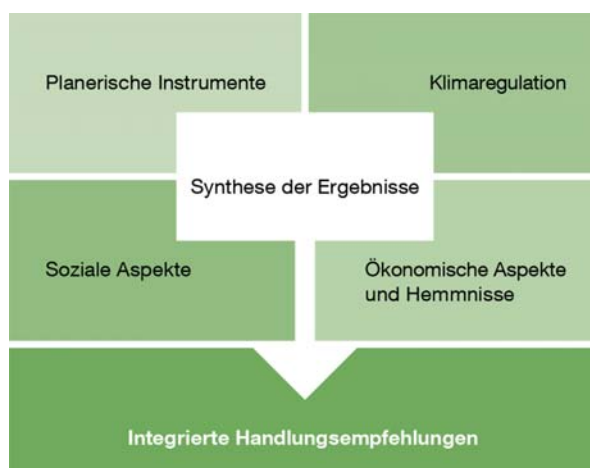 Planerische Instrumente
Klimaregulation
Synthese der Ergebnisse
Soziale Aspekte
Ökonomische Aspekte
und Hemmnisse
Integrierte Handlungsempfehlungen